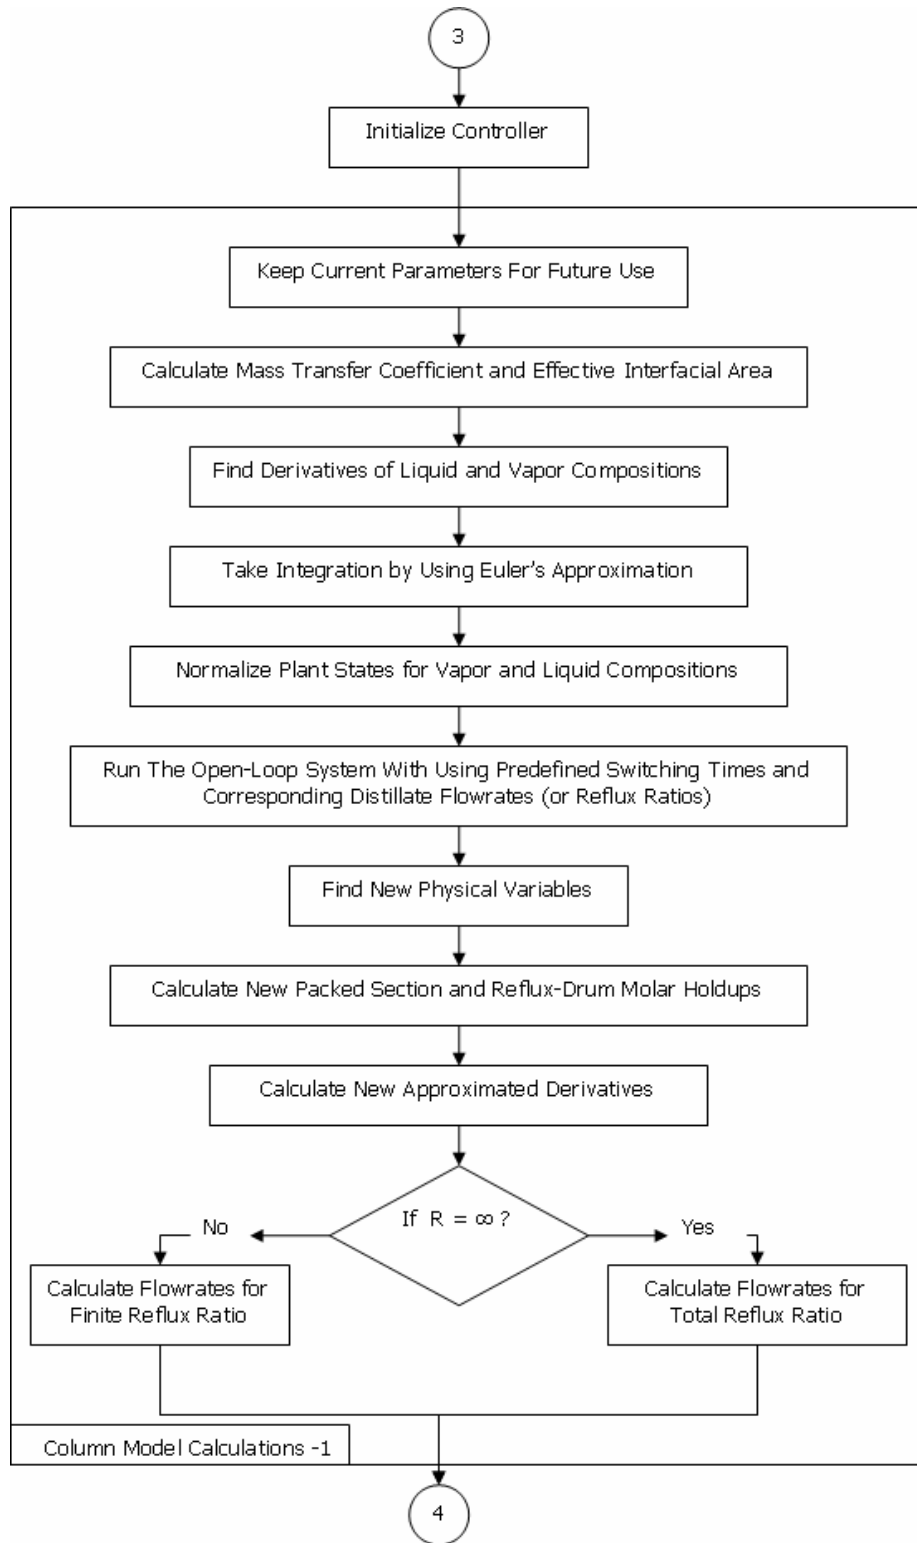 3
Initialize Controller
Keep Current Parameters For Future Use
Calculate Mass Transfer Coefficient and Effective Interfacial Area
Find Derivatives of Liquid and Vapor Compositions
Take Integration by Using Euler's Approximation
Normalize Plant States for Vapor and Liquid Compositions
Run The Open-Loop System With Using Predefined Switching Times and
Corresponding Distillate Flowrates (or Reflux Ratios)
Find New Physical Variables
Calculate New Packed Section and Reflux-Drum Molar Holdups
Calculate New Approximated Derivatives
If R = ∞ ?
No
Yes
Calculate Flowrates for
Finite Reflux Ratio
Calculate Flowrates for
Total Reflux Ratio
Column Model Calculations -1
4